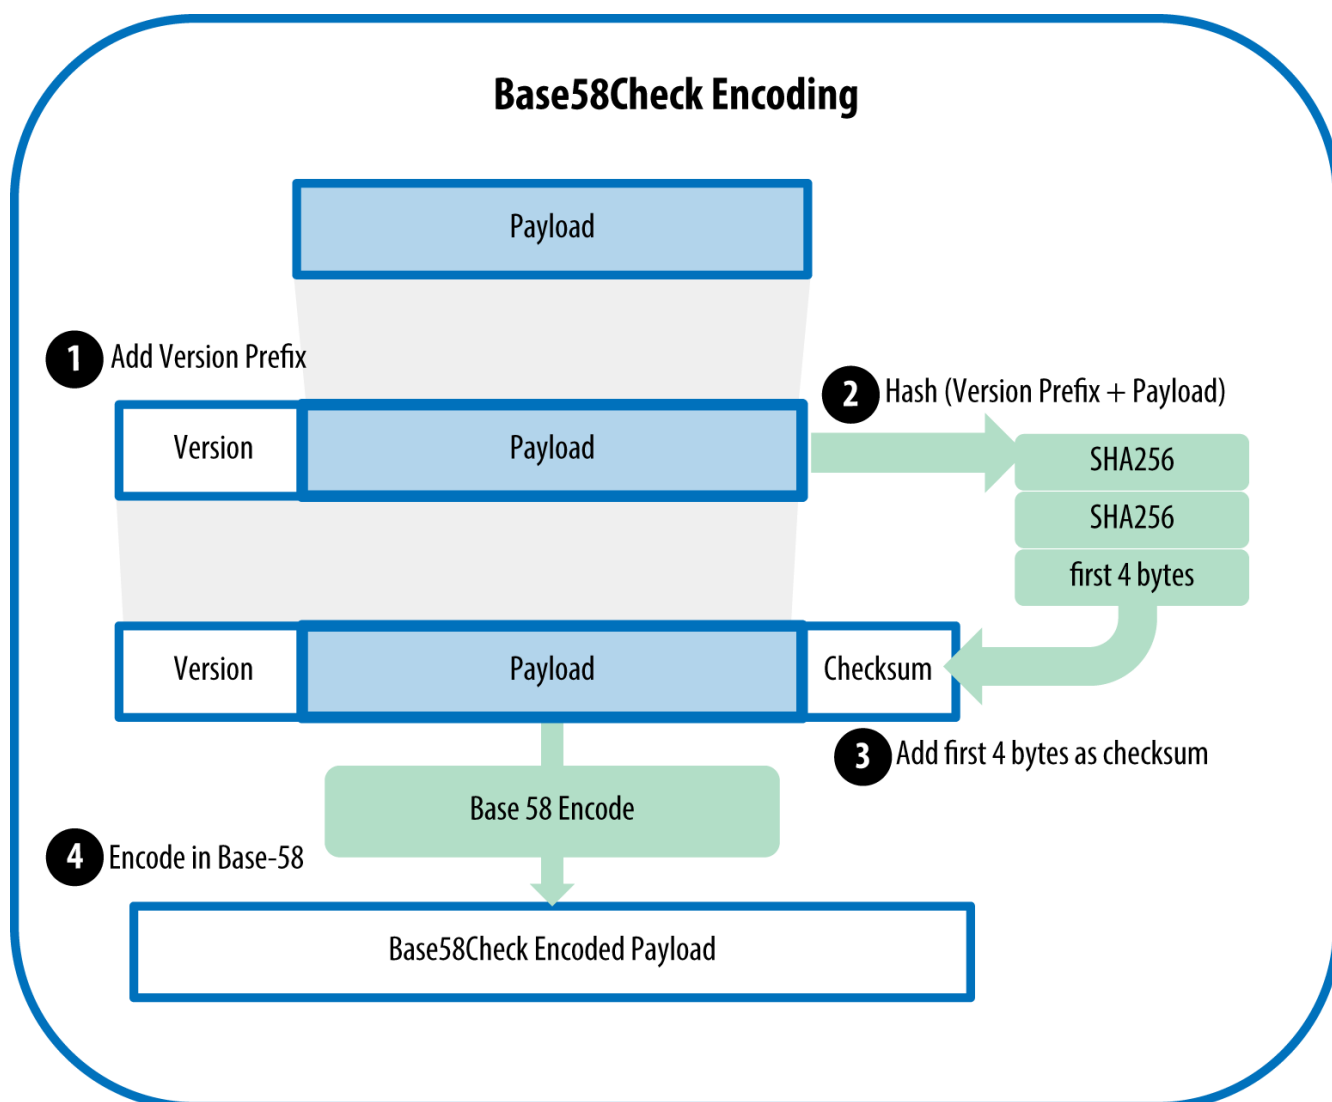 Base58Check Encoding
Payload
1 Add Version Prefix
2 Hash (Version Prefix + Payload)
Version
Payload
SHA256
SHA256
first 4 bytes
Version
Payload
Checksum
3 Add first 4 bytes as checksum
Base 58 Encode
4 Encode in Base-58
Base58Check Encoded Payload